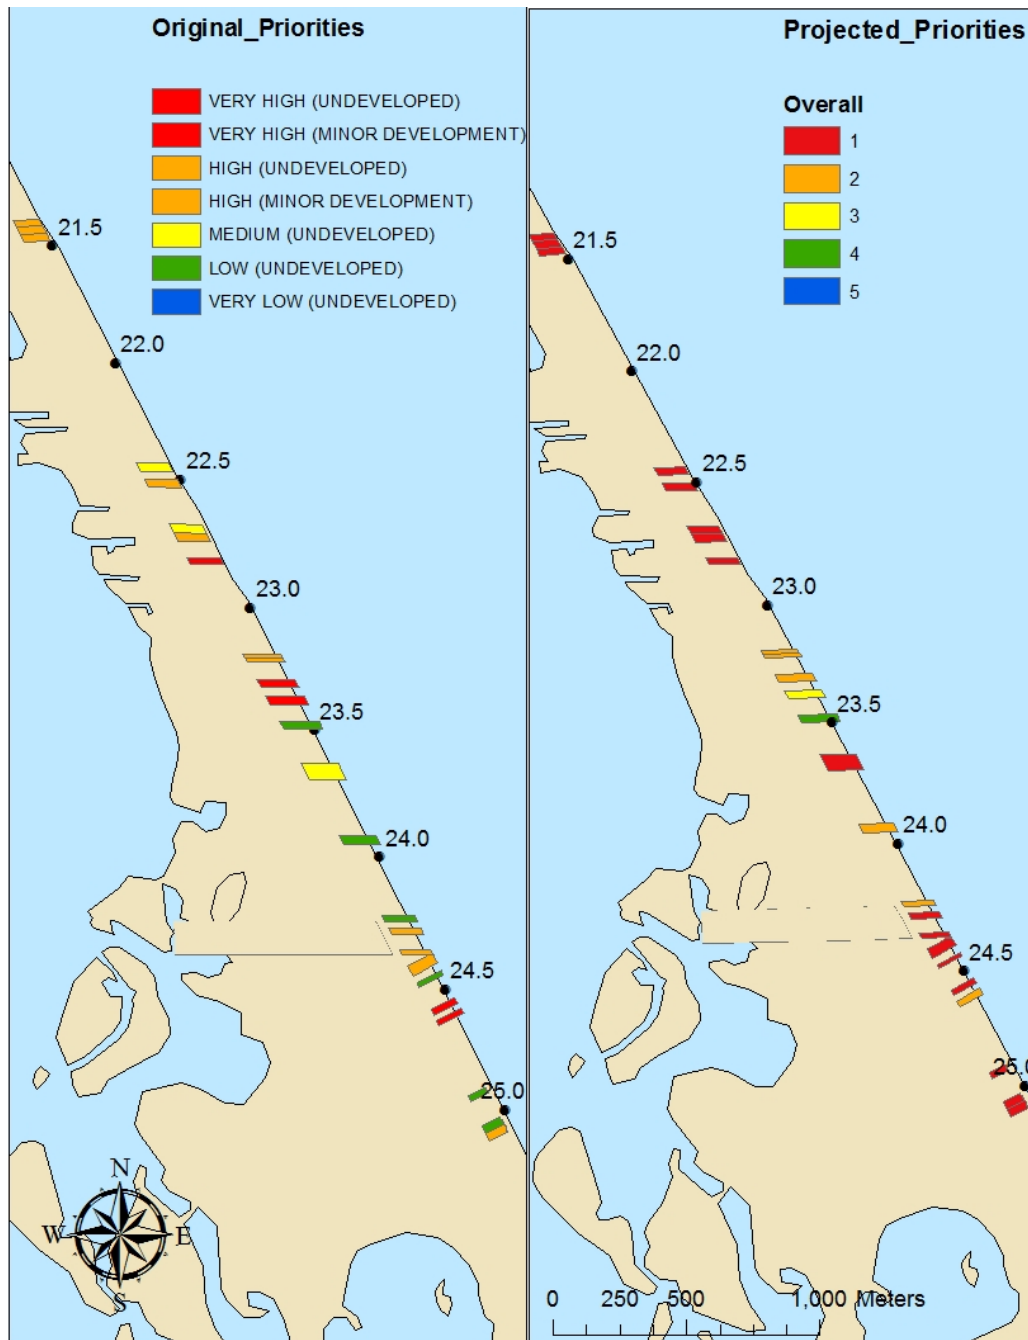 Original_Priorities
VERY HIGH (UNDEVELOPED)
VERY HIGH (MINOR DEVELOPMENT)
HIGH (UNDEVELOPED)
HIGH (MINOR DEVELOPMENT)
MEDIUM (UNDEVELOPED)
LOW (UNDEVELOPED)
VERY LOW (UNDEVELOPED)
21.5
22.0
22.5
23.0
23.5
24.0
24.5
25.0
N
W E
S
Projected_Priorities
Overall
1
2
3
4
5
21.5
22.0
22.5
23.0
23.5
24.0
24.5
25.0
0 250 500 1,000 Meters